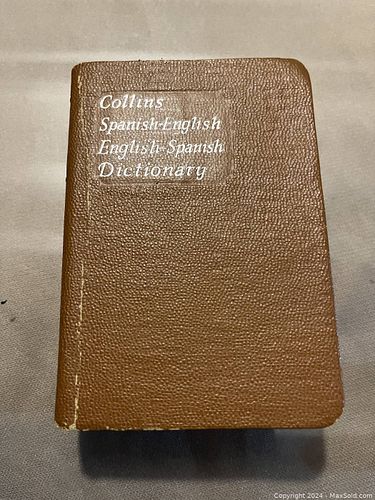 Collins
Spanish-English
English-Spanish
Dictionary
Copyright 2024 - MaxSold.com